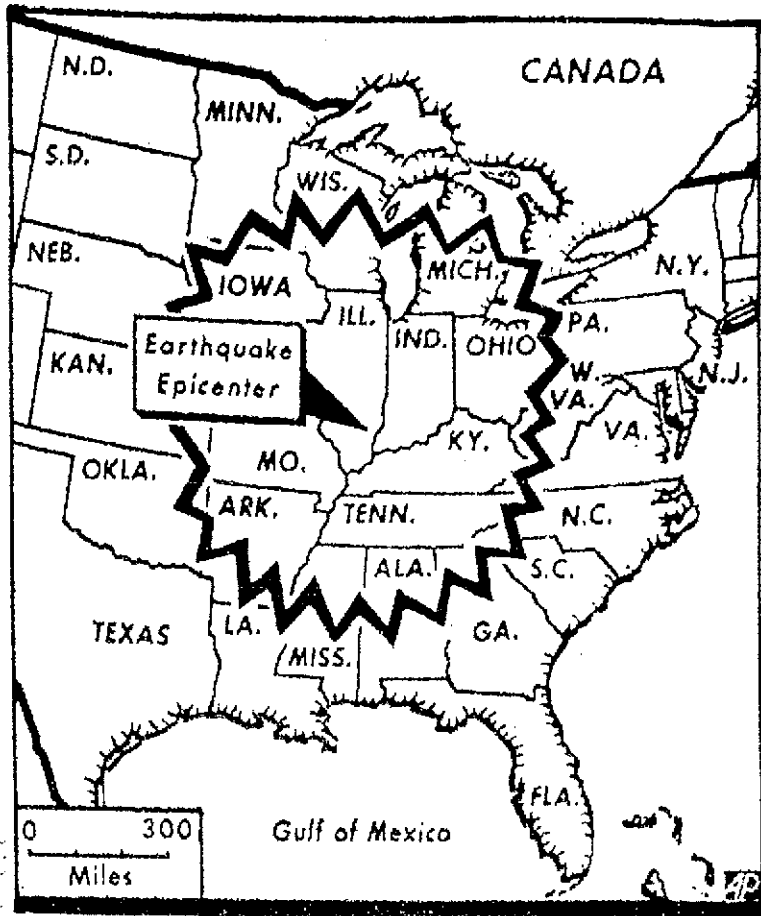 CANADA
N.D.
MINN.
S.D.
WIS.
NEB.
IOWA
MICH.
N.Y.
ILL.
IND.
OHIO
PA.
Earthquake
Epicenter
KAN.
W.
VA.
N.J.
VA.
KY.
MO.
OKLA.
ARK.
TENN.
N.C.
ALA.
S.C.
TEXAS
LA.
MISS.
GA.
FLA.
0 300
Miles
Gulf of Mexico
AP